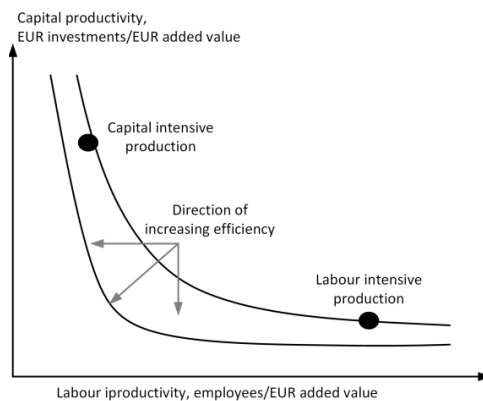 Capital productivity,
EUR investments/EUR added value
Capital intensive
production
Direction of
increasing efficiency
Labour intensive
production
Labour iproductivity, employees/EUR added value